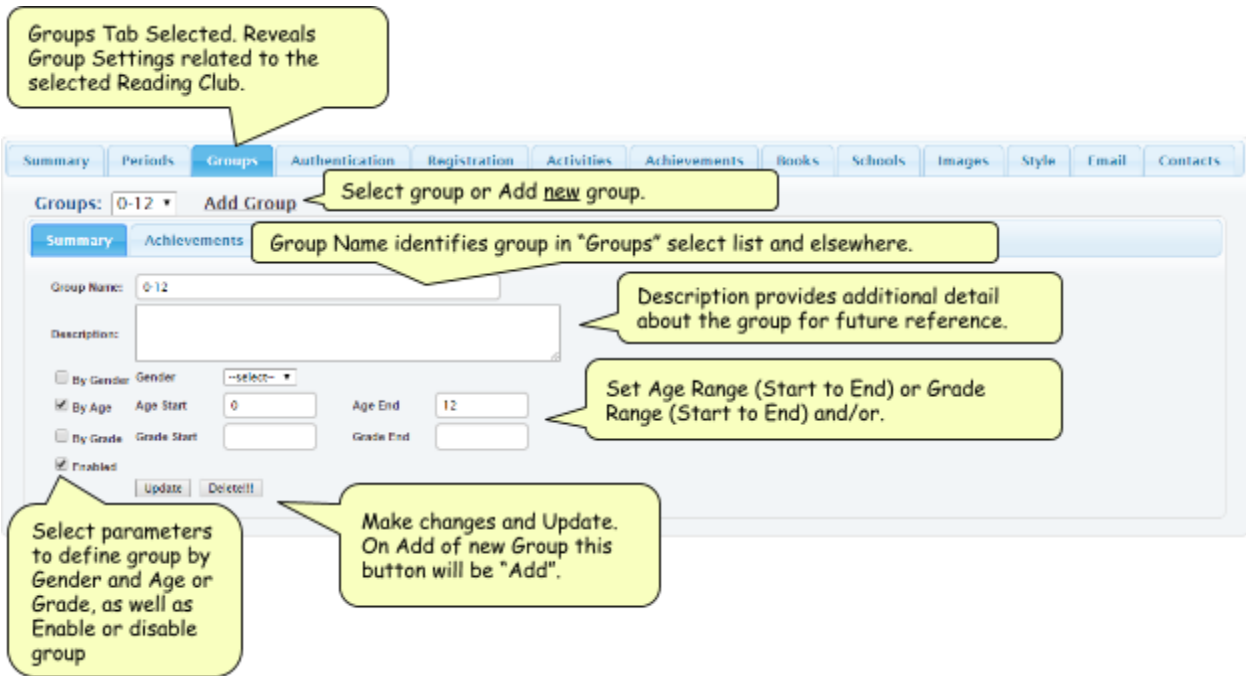 Groups Tab Selected. Reveals
Group Settings related to the
selected Reading Club.
Summary Periods Groups Authentication Registration Activities Achievements Books Schools Images Style Email Contacts
Groups: 0-12 Add Group
Select group or Add new group.
Summary Achievements
Group Name identifies group in "Groups" select list and elsewhere.
Group Name: 0-12
Description:
Description provides additional detail
about the group for future reference.
By Gender Gender --select--
By Age Age Start 0 Age End 12
By Grade Grade Start Grade End
Set Age Range (Start to End) or Grade
Range (Start to End) and/or.
Enabled
Update Delete!!!
Select parameters
to define group by
Gender and Age or
Grade, as well as
Enable or disable
group
Make changes and Update.
On Add of new Group this
button will be "Add".